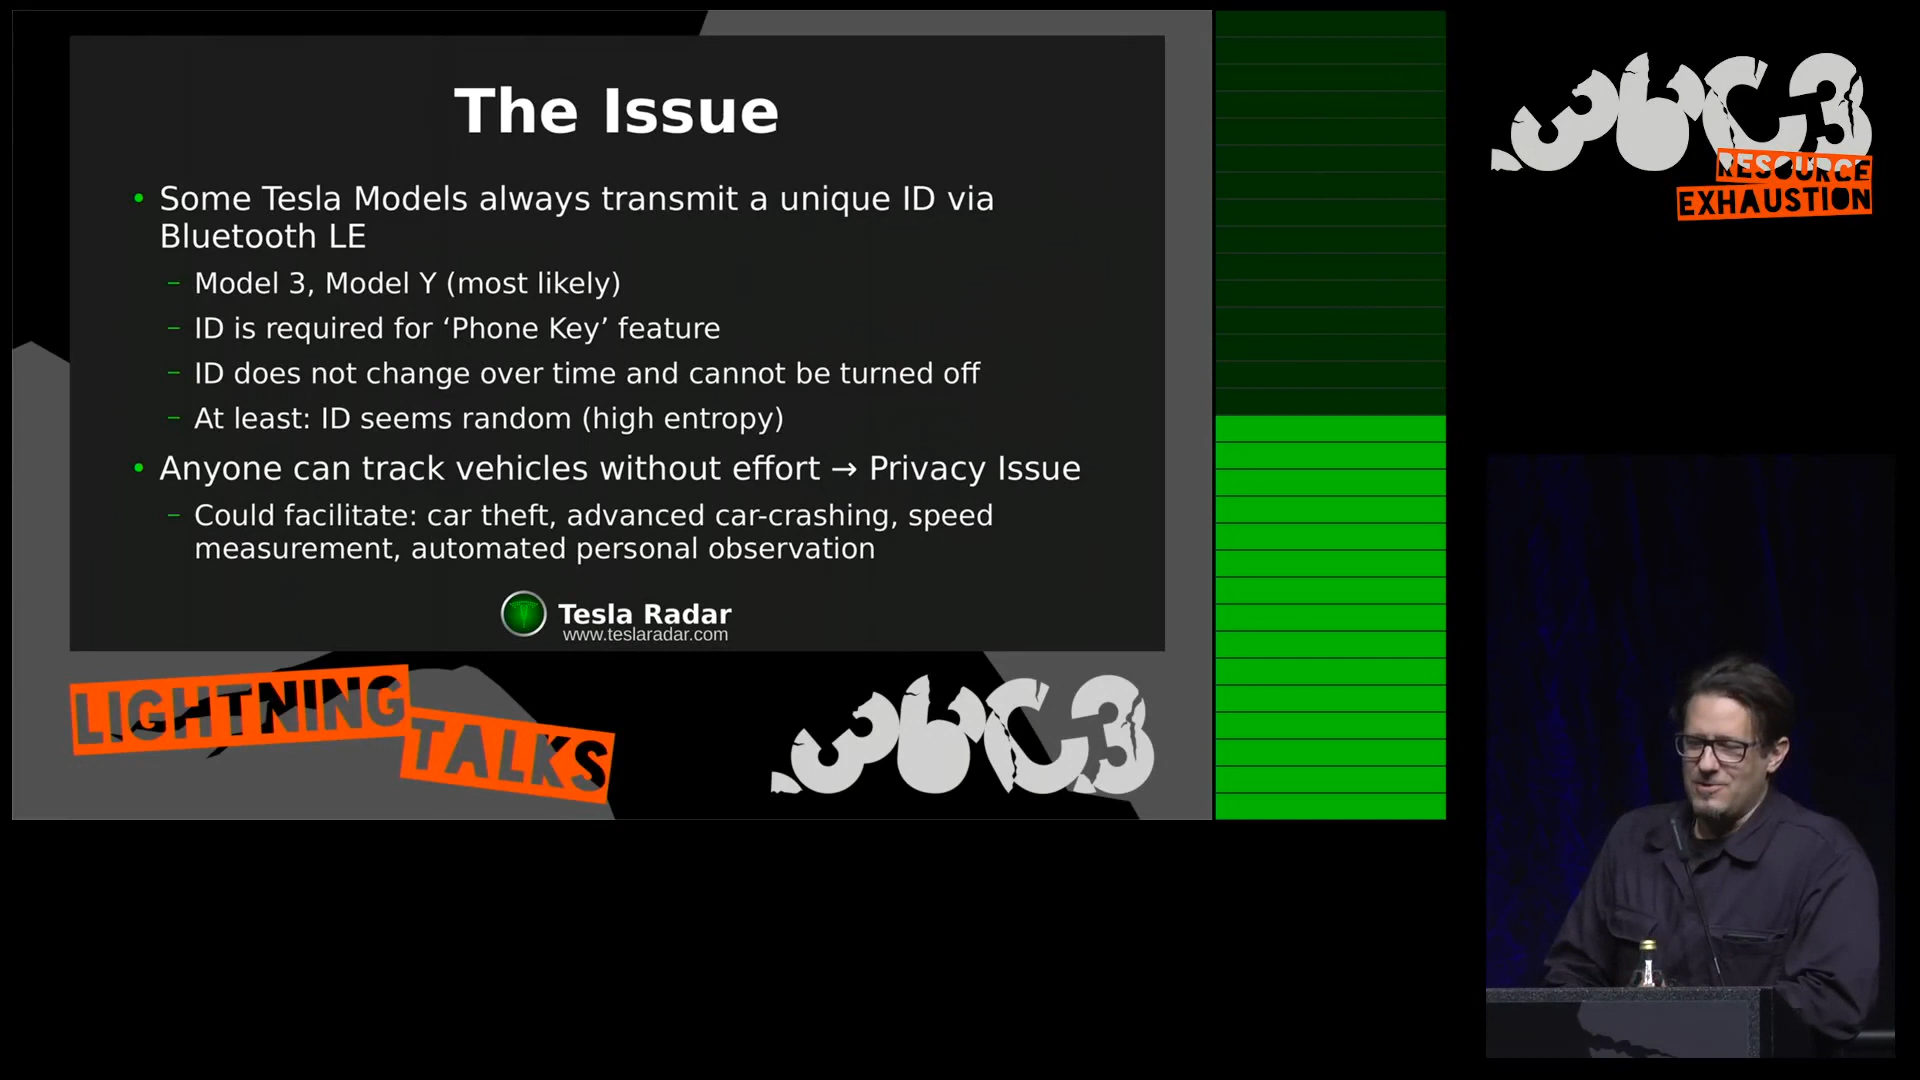 The Issue
• Some Tesla Models always transmit a unique ID via
Bluetooth LE
– Model 3, Model Y (most likely)
– ID is required for ‘Phone Key’ feature
– ID does not change over time and cannot be turned off
– At least: ID seems random (high entropy)
• Anyone can track vehicles without effort → Privacy Issue
– Could facilitate: car theft, advanced car-crashing, speed
measurement, automated personal observation
Tesla Radar
www.teslaradar.com
LIGHTNING
TALKS
36C3
36C3
RESOURCE
EXHAUSTION